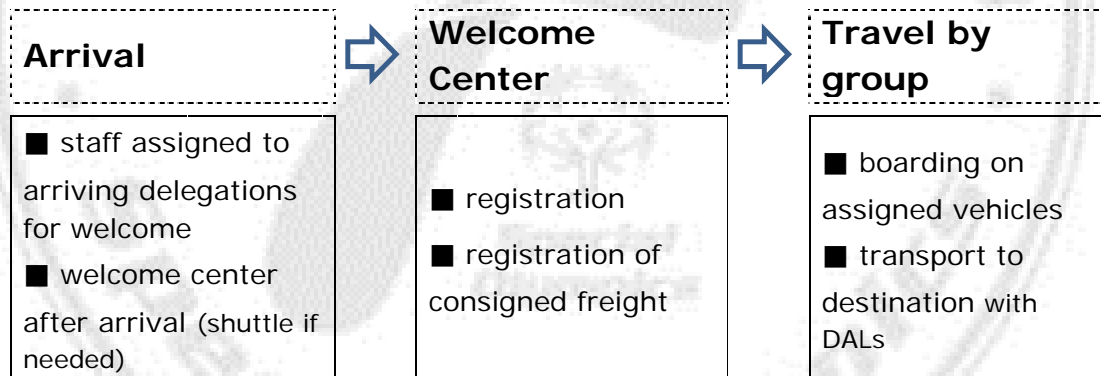 Arrival
■ staff assigned to
arriving delegations
for welcome
■ welcome center
after arrival (shuttle if
needed)
Welcome
Center
■ registration
■ registration of
consigned freight
Travel by
group
■ boarding on
assigned vehicles
■ transport to
destination with
DALs